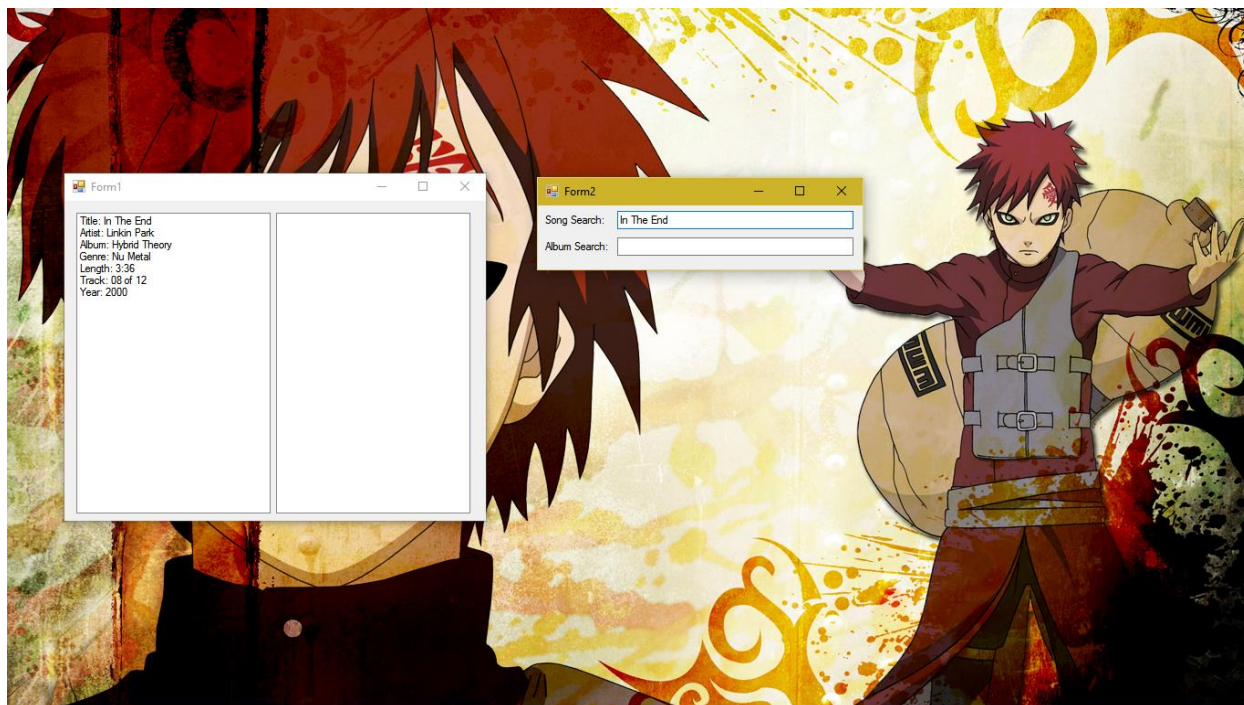 Form1
Title: In The End
Artist: Linkin Park
Album: Hybrid Theory
Genre: Nu Metal
Length: 3:36
Track: 08 of 12
Year: 2000
Form2
Song Search: In The End
Album Search: